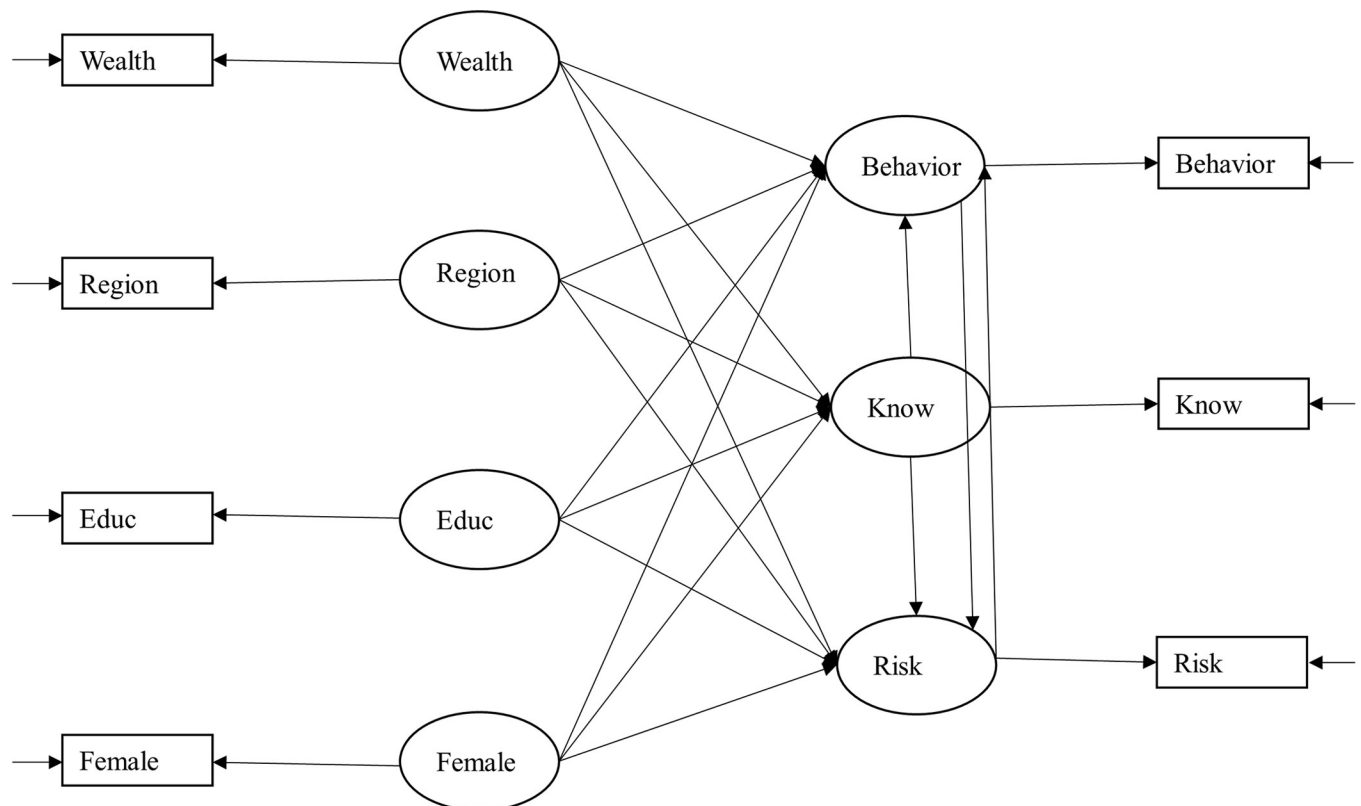 Wealth
Wealth
Behavior
Behavior
Region
Region
Know
Know
Educ
Educ
Risk
Risk
Female
Female